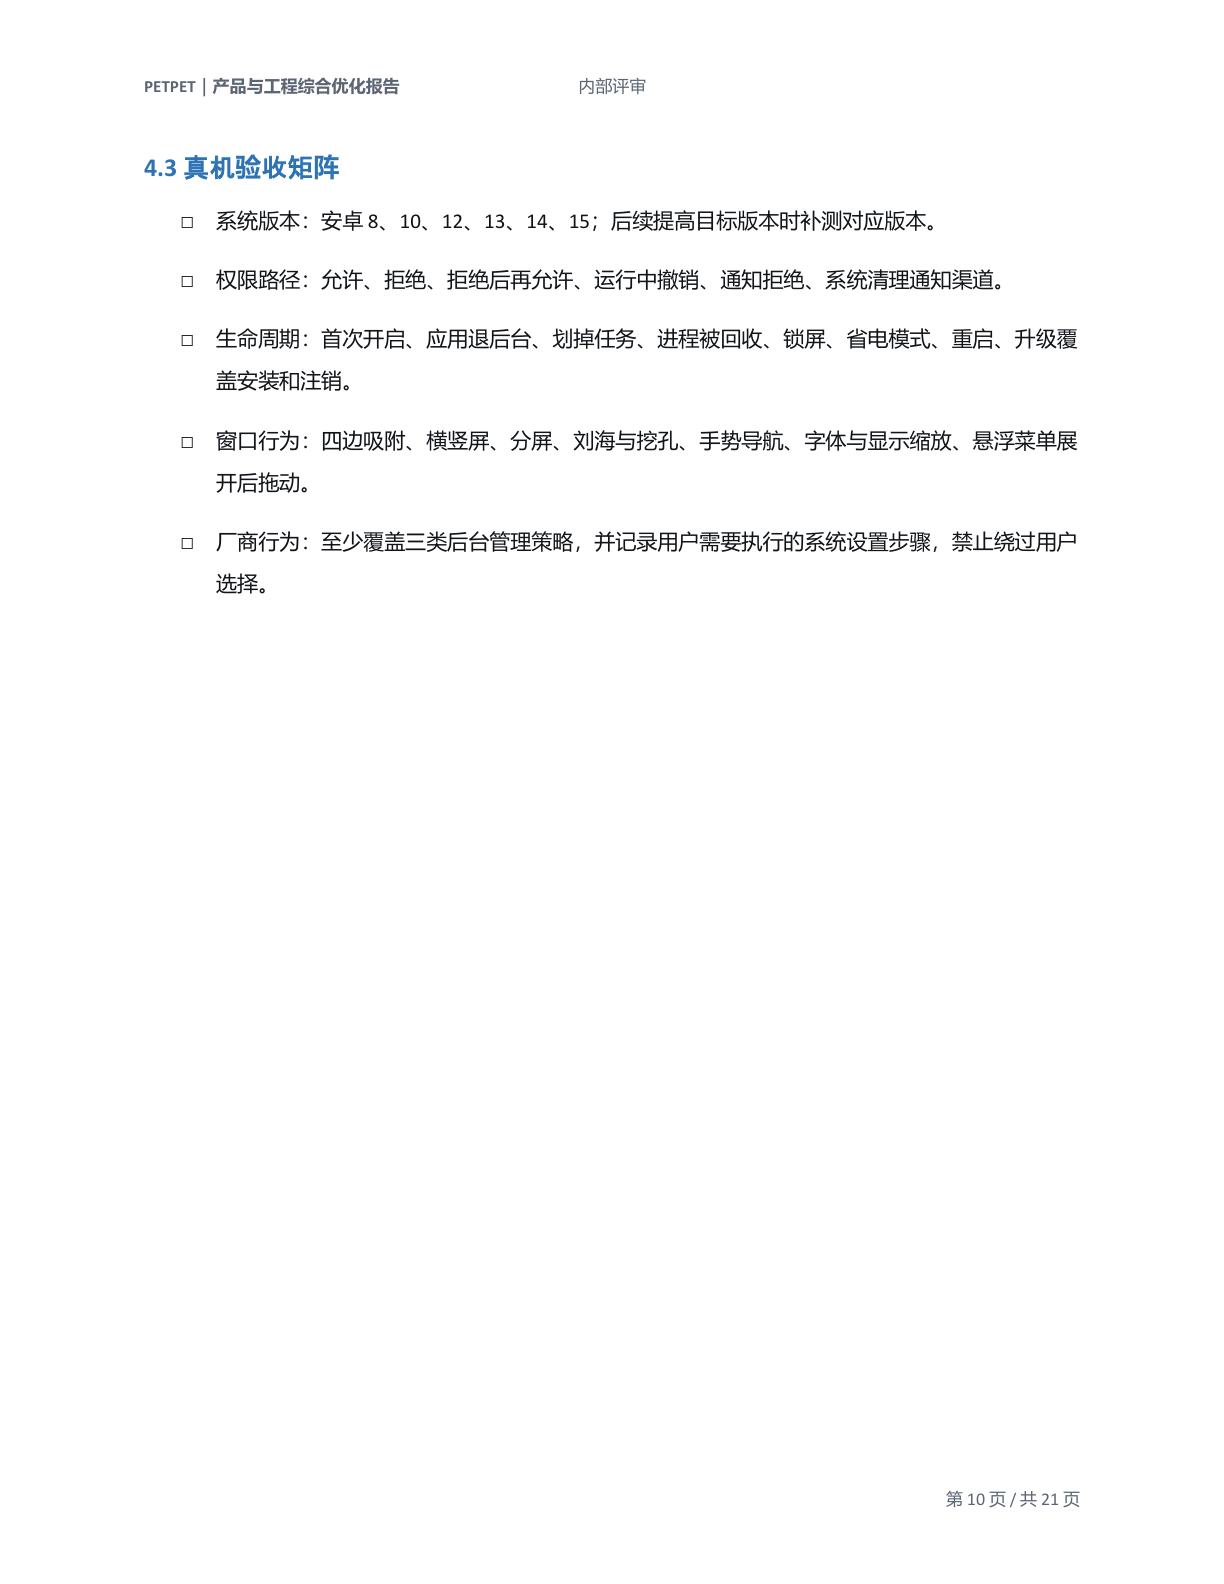 PETPET｜产品与工程综合优化报告 内部评审
4.3 真机验收矩阵
□ 系统版本：安卓 8、10、12、13、14、15；后续提高目标版本时补测对应版本。
□ 权限路径：允许、拒绝、拒绝后再允许、运行中撤销、通知拒绝、系统清理通知渠道。
□ 生命周期：首次开启、应用退后台、划掉任务、进程被回收、锁屏、省电模式、重启、升级覆
盖安装和注销。
□ 窗口行为：四边吸附、横竖屏、分屏、刘海与挖孔、手势导航、字体与显示缩放、悬浮菜单展
开后拖动。
□ 厂商行为：至少覆盖三类后台管理策略，并记录用户需要执行的系统设置步骤，禁止绕过用户
选择。
第 10 页 / 共 21 页